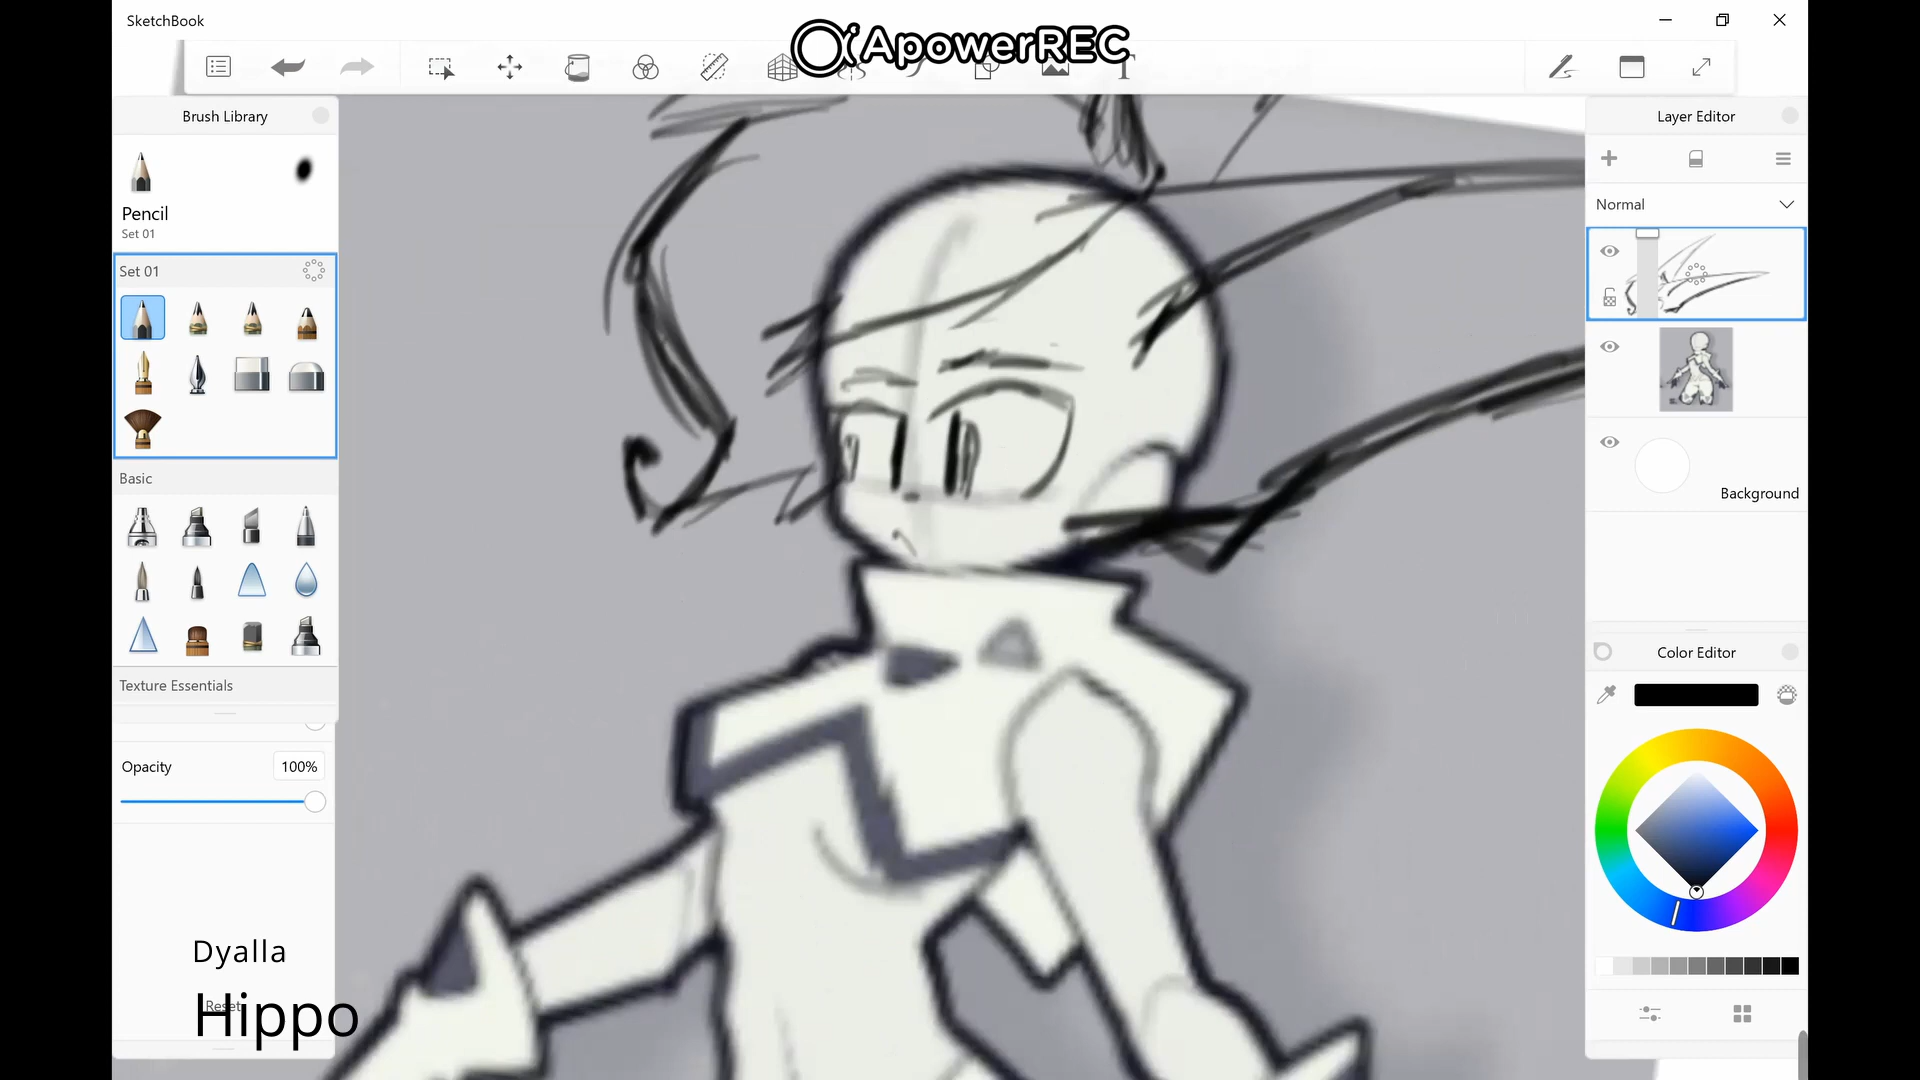 SketchBook
ApowerREC
Brush Library
Layer Editor
Pencil
Set 01
Normal
Set 01
Basic
Background
Color Editor
Texture Essentials
Opacity 100%
Dyalla
Reset
Hippo